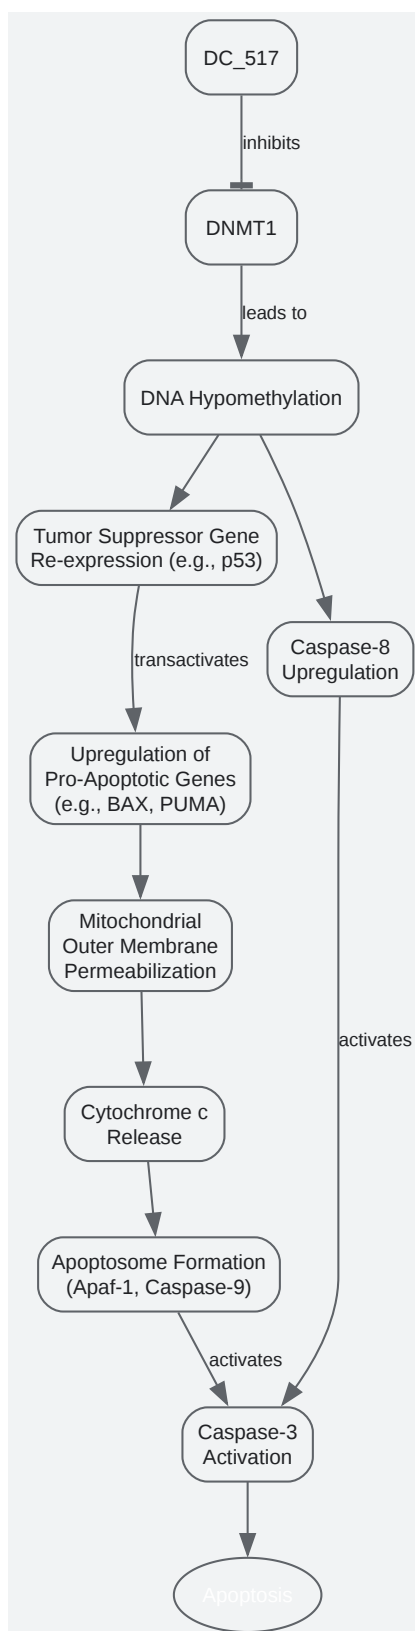 DC_517
inhibits
DNMT1
leads to
DNA Hypomethylation
Tumor Suppressor Gene
Re-expression (e.g., p53)
Caspase-8
Upregulation
transactivates
Upregulation of
Pro-Apoptotic Genes
(e.g., BAX, PUMA)
Mitochondrial
Outer Membrane
Permeabilization
activates
Cytochrome c
Release
Apoptosome Formation
(Apaf-1, Caspase-9)
activates
Caspase-3
Activation
Apoptosis